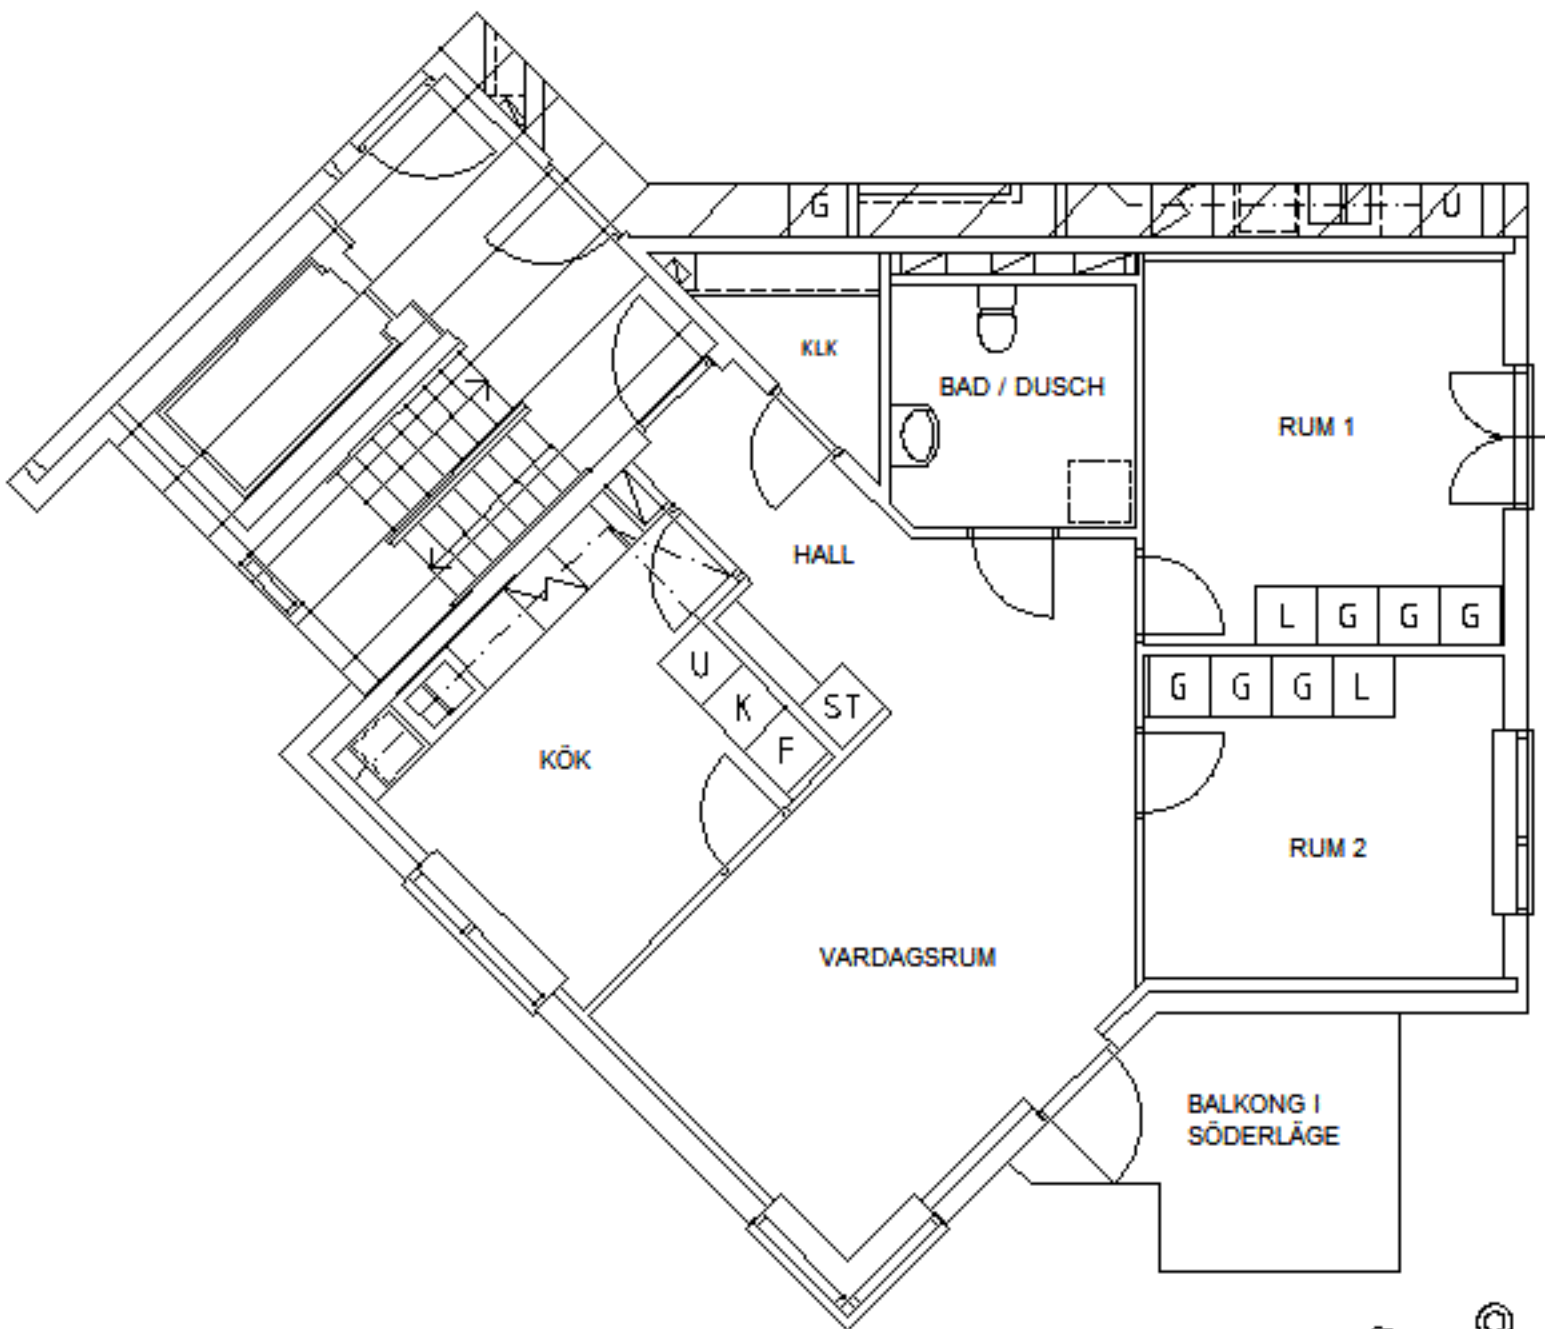 G
U
KLK
BAD / DUSCH
RUM 1
HALL
L G G G
G G G L
U
K
F
ST
KÖK
RUM 2
VARDAGSRUM
BALKONG I
SÖDERLÄGE